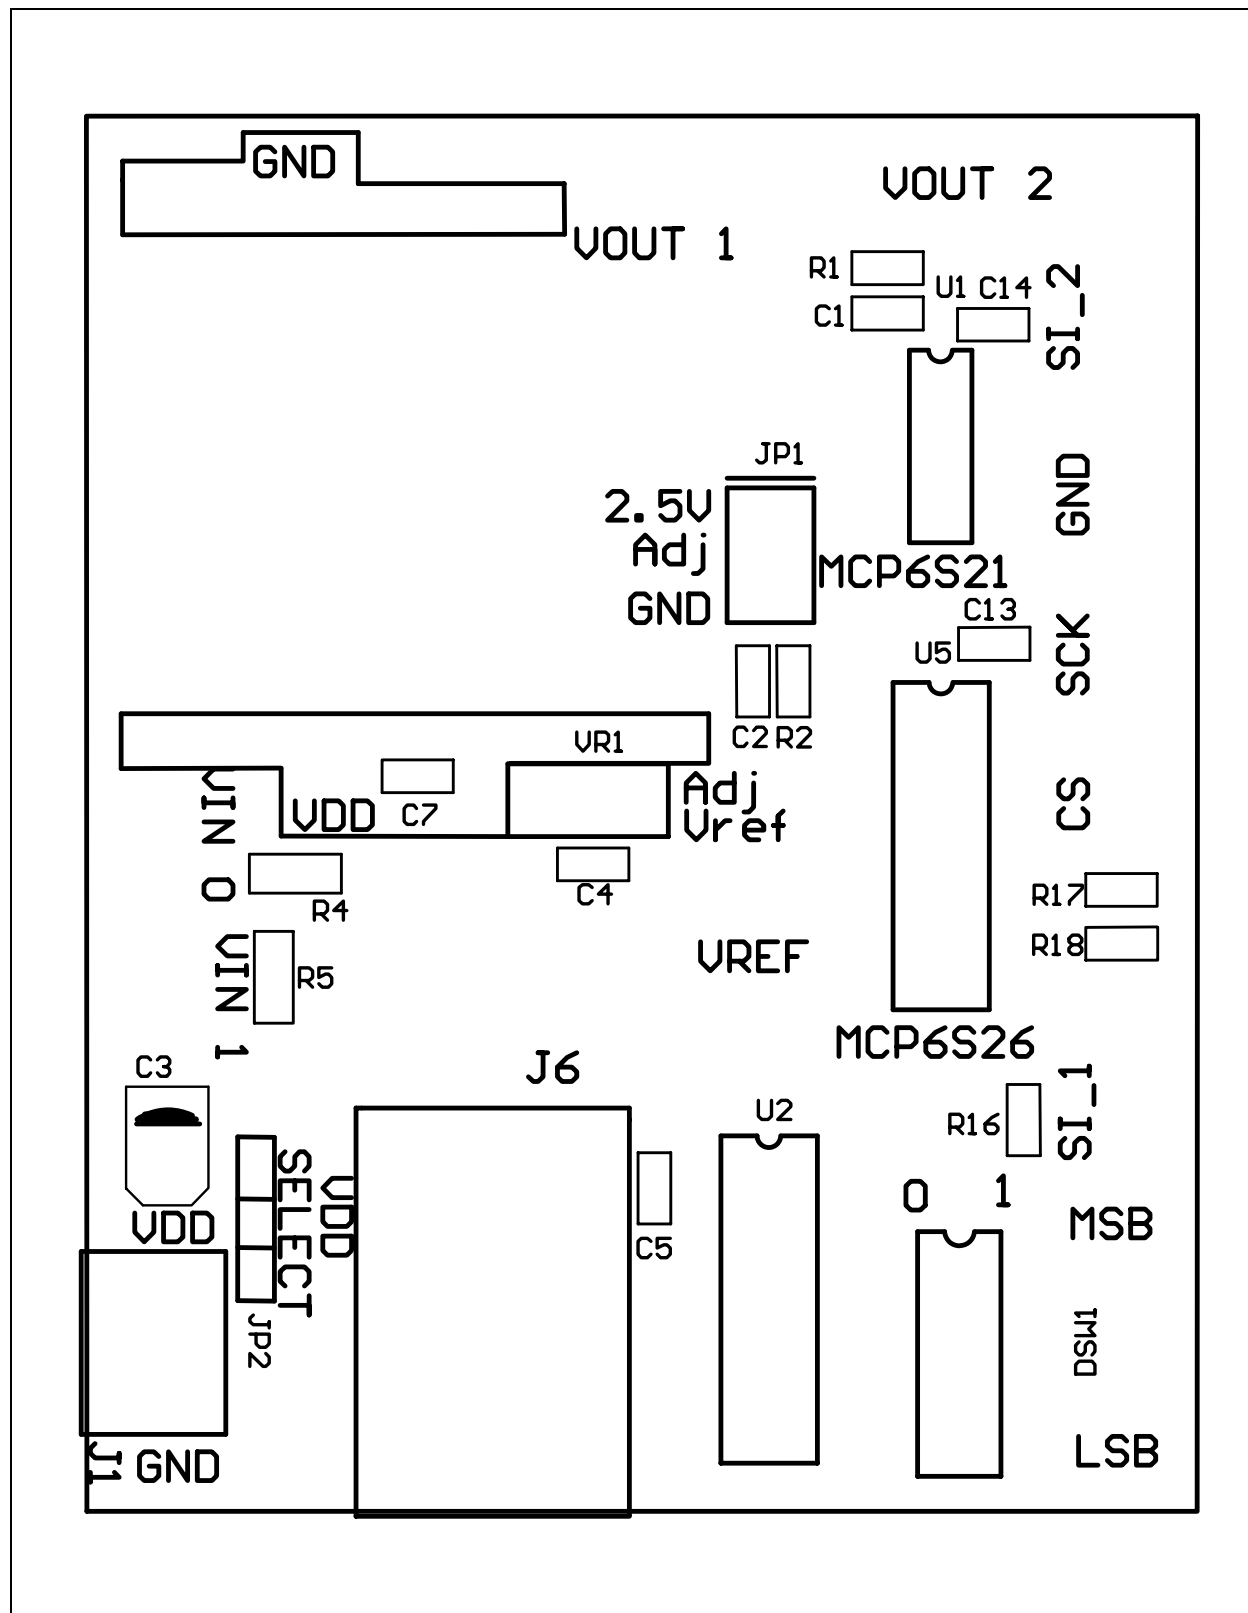 GND
VOUT 2
VOUT 1
R1
U1
C14
C1
SI_2
JP1
2.5V
Adj
GND
GND
MCP6S21
C13
U5
SCK
C2
R2
VR1
VIN 0
VDD
C7
Adj
Vref
CS
C4
R4
R17
VIN 1
R5
VREF
R18
MCP6S26
C3
J6
U2
R16
SI_1
VDD
SELECT
VDD
C5
0
1
MSB
JP2
DSW1
J1
GND
LSB